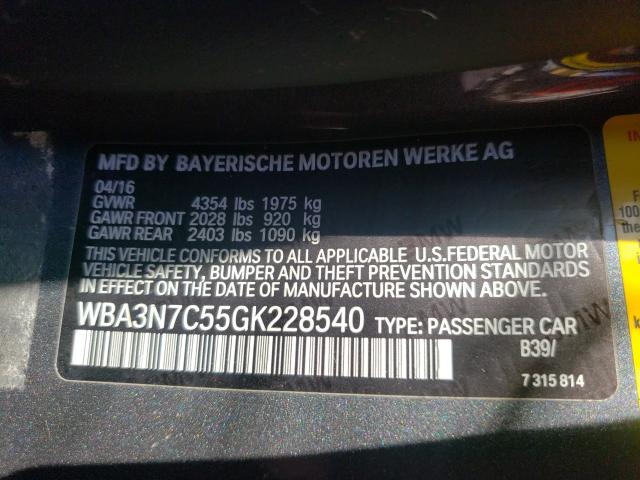 MFD BY BAYERISCHE MOTOREN WERKE AG
04/16
GVWR 4354 lbs 1975 kg
GAWR FRONT 2028 lbs 920 kg
GAWR REAR 2403 lbs 1090 kg
THIS VEHICLE CONFORMS TO ALL APPLICABLE U.S.FEDERAL MOTOR
VEHICLE SAFETY, BUMPER AND THEFT PREVENTION STANDARDS
IN EFFECT ON THE DATE OF MANUFACTURE SHOWN ABOVE.
WBA3N7C55GK228540 TYPE: PASSENGER CAR
B39/
7 315 814